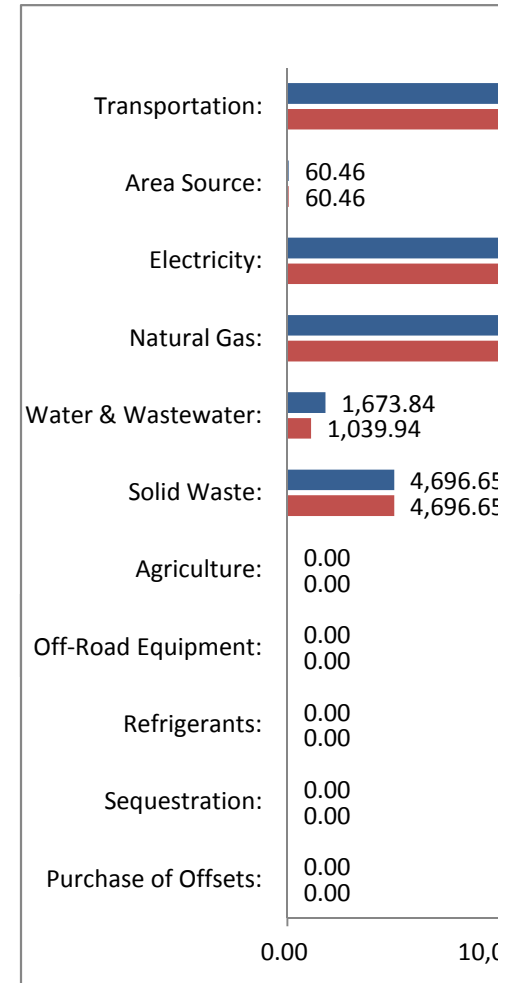 Transportation:
Area Source:
60.46
60.46
Electricity:
Natural Gas:
Water & Wastewater:
1,673.84
1,039.94
Solid Waste:
4,696.65
4,696.65
Agriculture:
0.00
0.00
Off-Road Equipment:
0.00
0.00
Refrigerants:
0.00
0.00
Sequestration:
0.00
0.00
Purchase of Offsets:
0.00
0.00
0.00 10,0